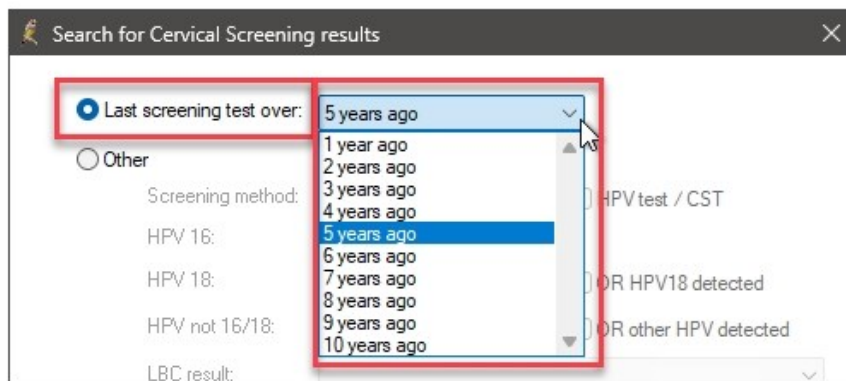 Search for Cervical Screening results
Last screening test over: 5 years ago
1 year ago
Other
2 years ago
Screening method: 3 years ago HPV test / CST
4 years ago
HPV 16: 5 years ago
6 years ago
HPV 18: 7 years ago OR HPV18 detected
8 years ago
HPV not 16/18: 9 years ago OR other HPV detected
10 years ago
LBC result: